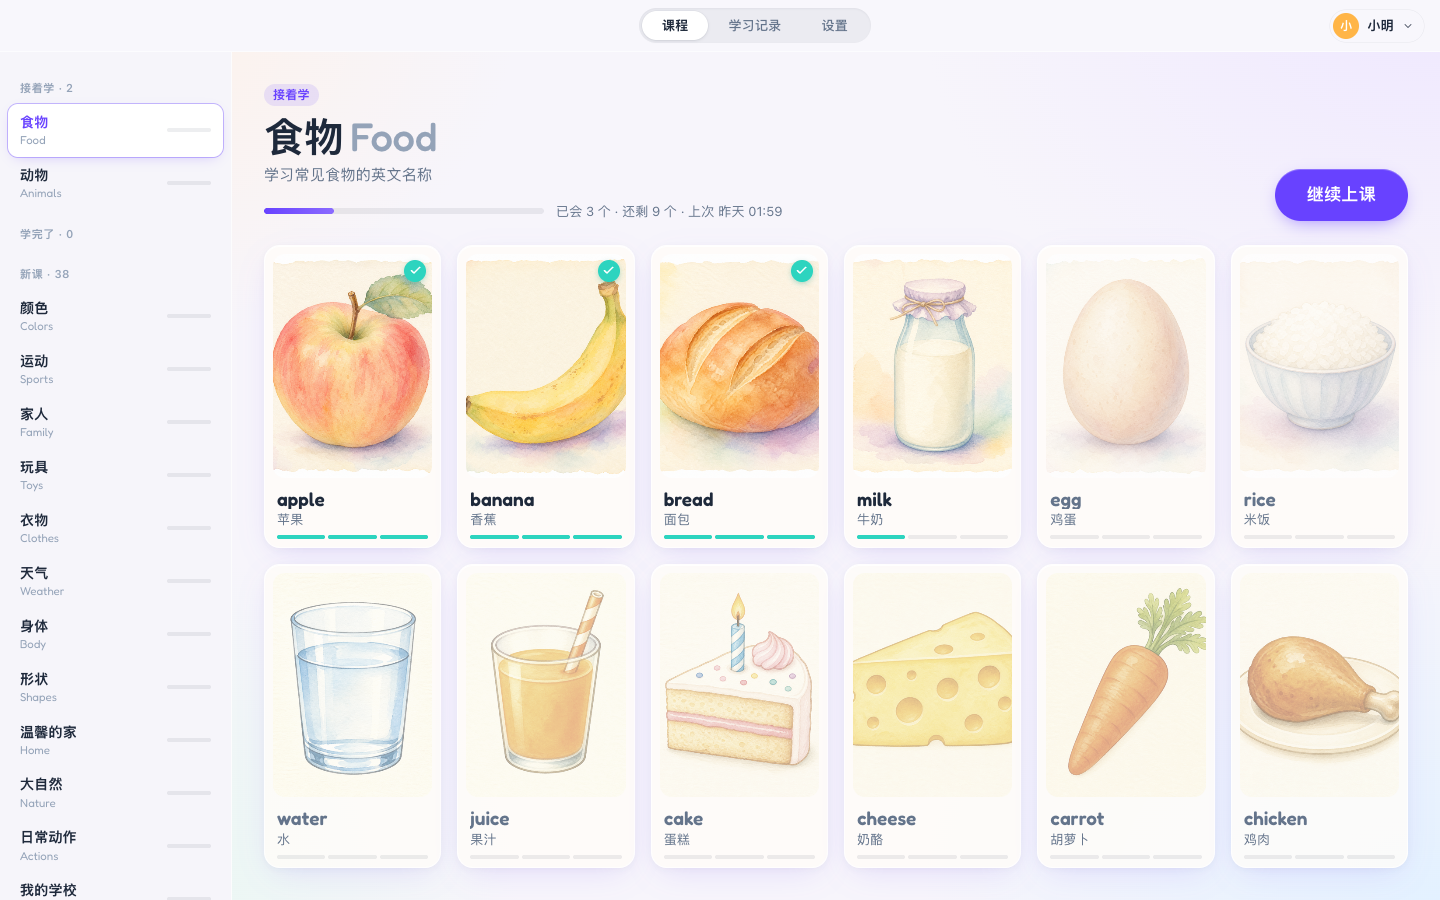 课程
学习记录
设置
小
小明
接着学 · 2
食物
Food
动物
Animals
学完了 · 0
新课 · 38
颜色
Colors
运动
Sports
家人
Family
玩具
Toys
衣物
Clothes
天气
Weather
身体
Body
形状
Shapes
温馨的家
Home
大自然
Nature
日常动作
Actions
我的学校
接着学
食物 Food
学习常见食物的英文名称
已会 3 个 · 还剩 9 个 · 上次 昨天 01:59
继续上课
apple
苹果
banana
香蕉
bread
面包
milk
牛奶
egg
鸡蛋
rice
米饭
water
水
juice
果汁
cake
蛋糕
cheese
奶酪
carrot
胡萝卜
chicken
鸡肉